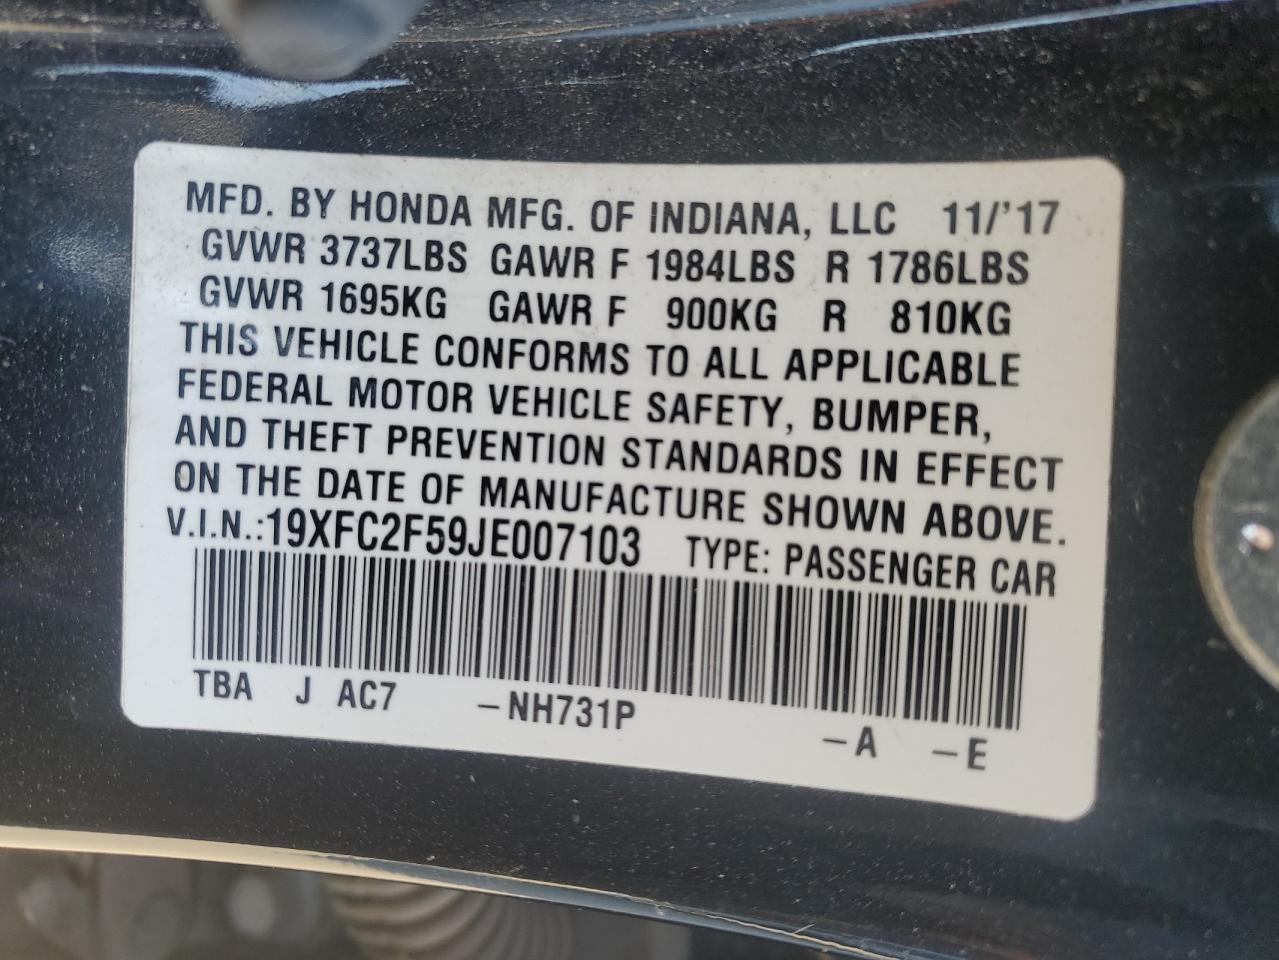 MFD. BY HONDA MFG. OF INDIANA, LLC 11/'17
GVWR 3737LBS GAWR F 1984LBS R 1786LBS
GVWR 1695KG GAWR F 900KG R 810KG
THIS VEHICLE CONFORMS TO ALL APPLICABLE
FEDERAL MOTOR VEHICLE SAFETY, BUMPER,
AND THEFT PREVENTION STANDARDS IN EFFECT
ON THE DATE OF MANUFACTURE SHOWN ABOVE.
V.I.N.:19XFC2F59JE007103 TYPE: PASSENGER CAR
TBA J AC7 -NH731P -A -E